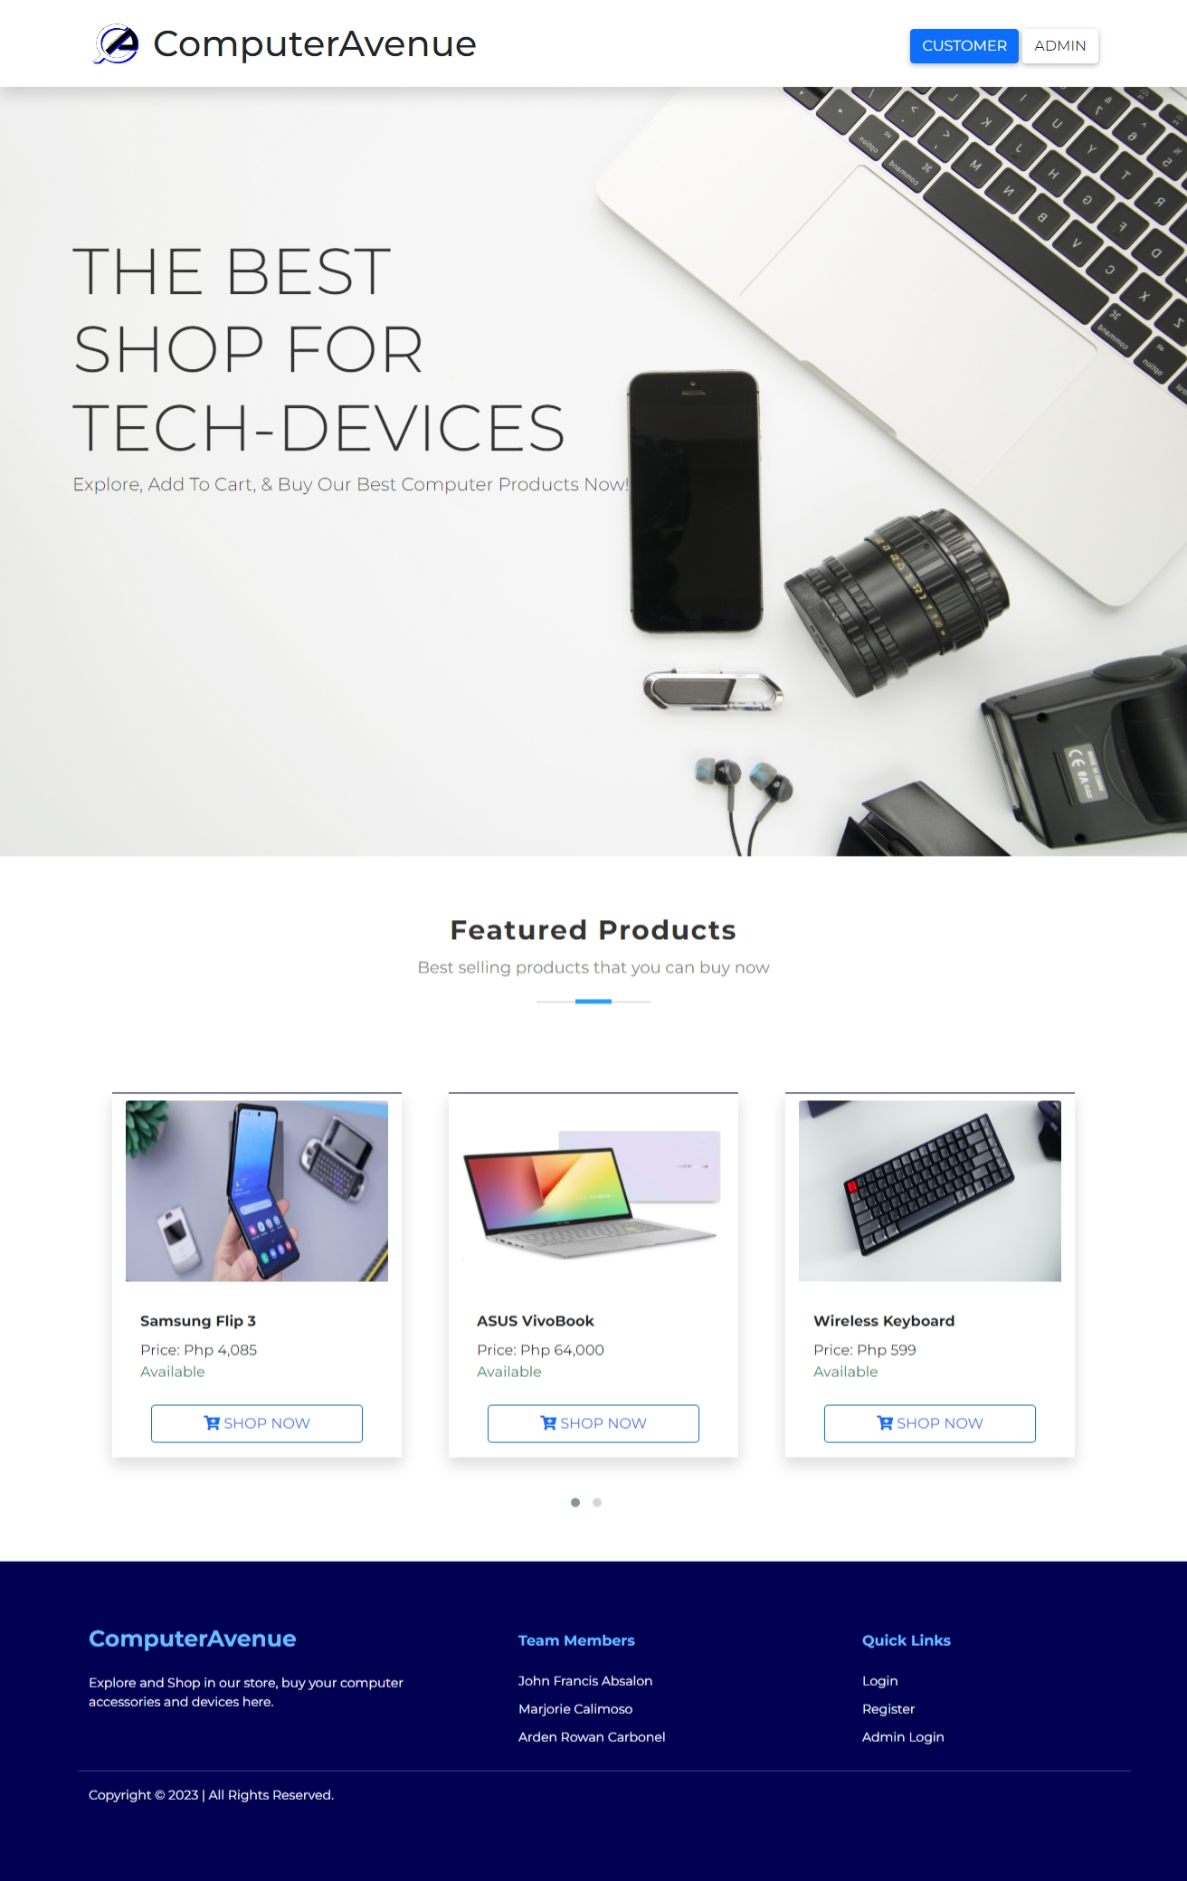 ComputerAvenue
CUSTOMER
ADMIN
THE BEST
SHOP FOR
TECH-DEVICES
Explore, Add To Cart, & Buy Our Best Computer Products Now!
Featured Products
Best selling products that you can buy now
Samsung Flip 3
Price: Php 4,085
Available
SHOP NOW
ASUS VivoBook
Price: Php 64,000
Available
SHOP NOW
Wireless Keyboard
Price: Php 599
Available
SHOP NOW
ComputerAvenue
Explore and Shop in our store, buy your computer
accessories and devices here.
Team Members
John Francis Absalon
Marjorie Calimoso
Arden Rowan Carbonel
Quick Links
Login
Register
Admin Login
Copyright © 2023 | All Rights Reserved.